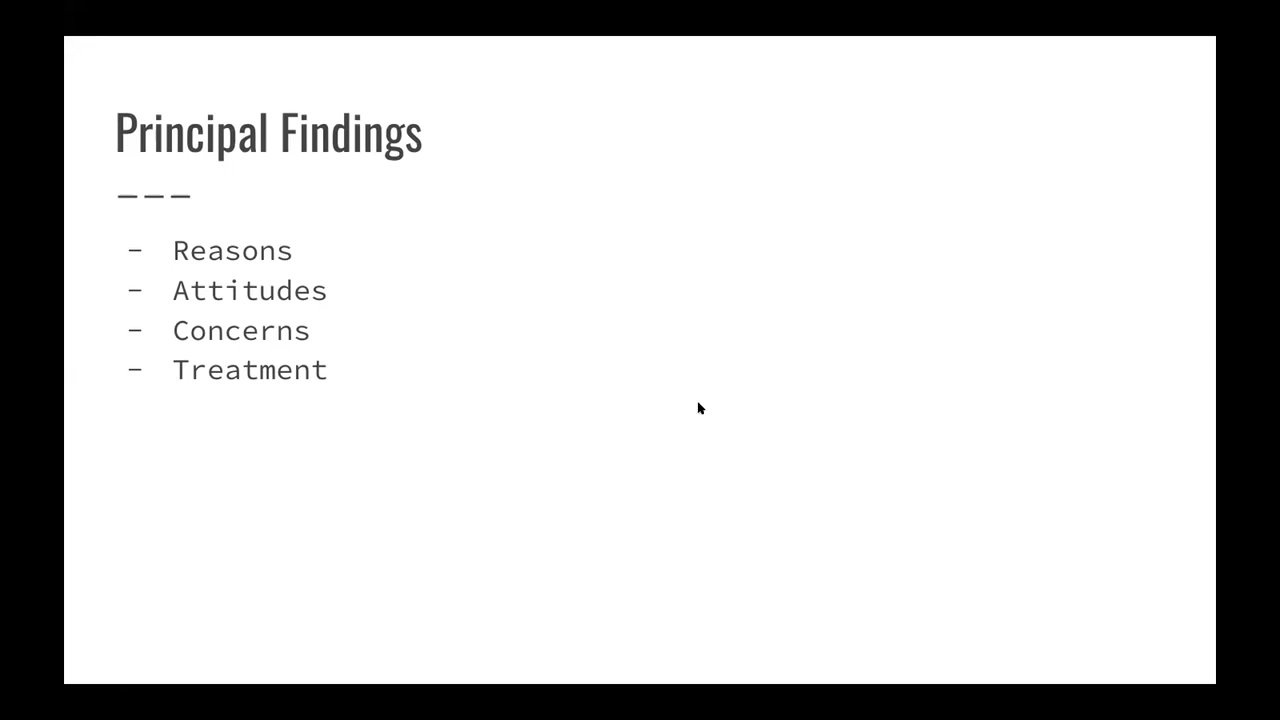 Principal Findings
– Reasons
– Attitudes
– Concerns
– Treatment